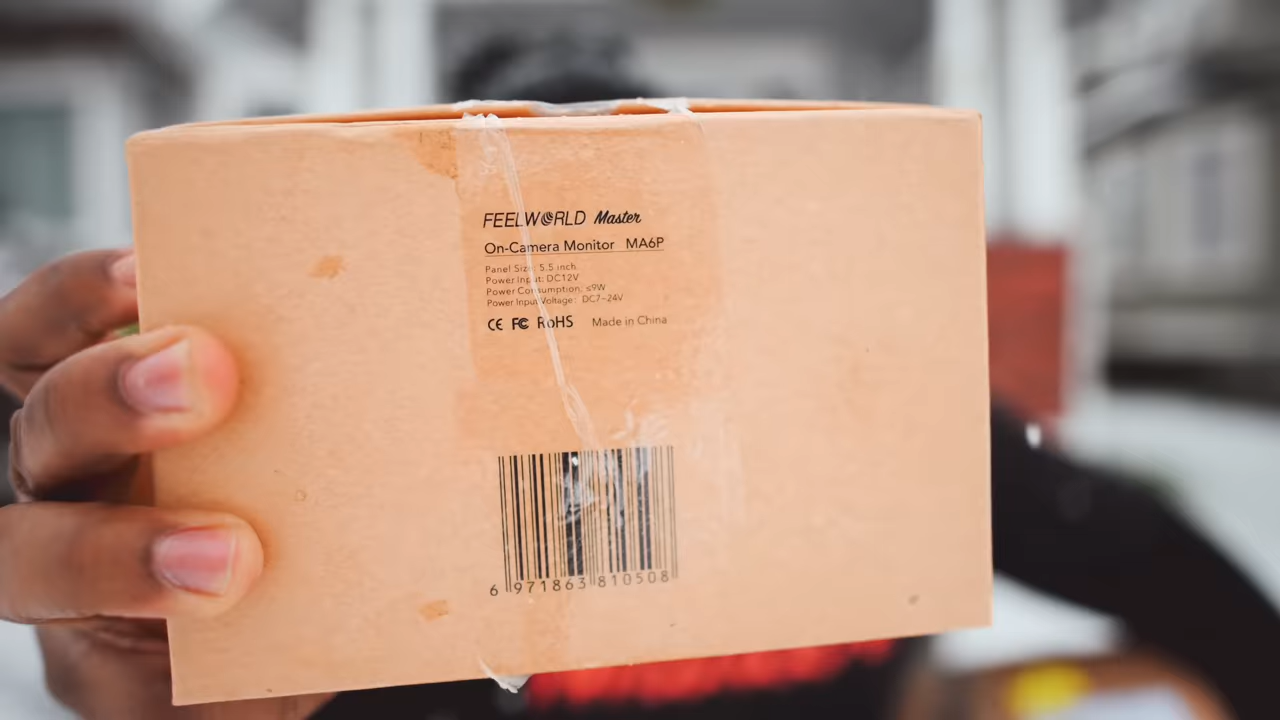 FEELWORLD Master
On-Camera Monitor MA6P
Panel Size: 5.5 inch
Power Input: DC12V
Power Consumption: ≤9W
Power Input Voltage: DC7~24V
CE FC RoHS Made in China
6 971863 810508